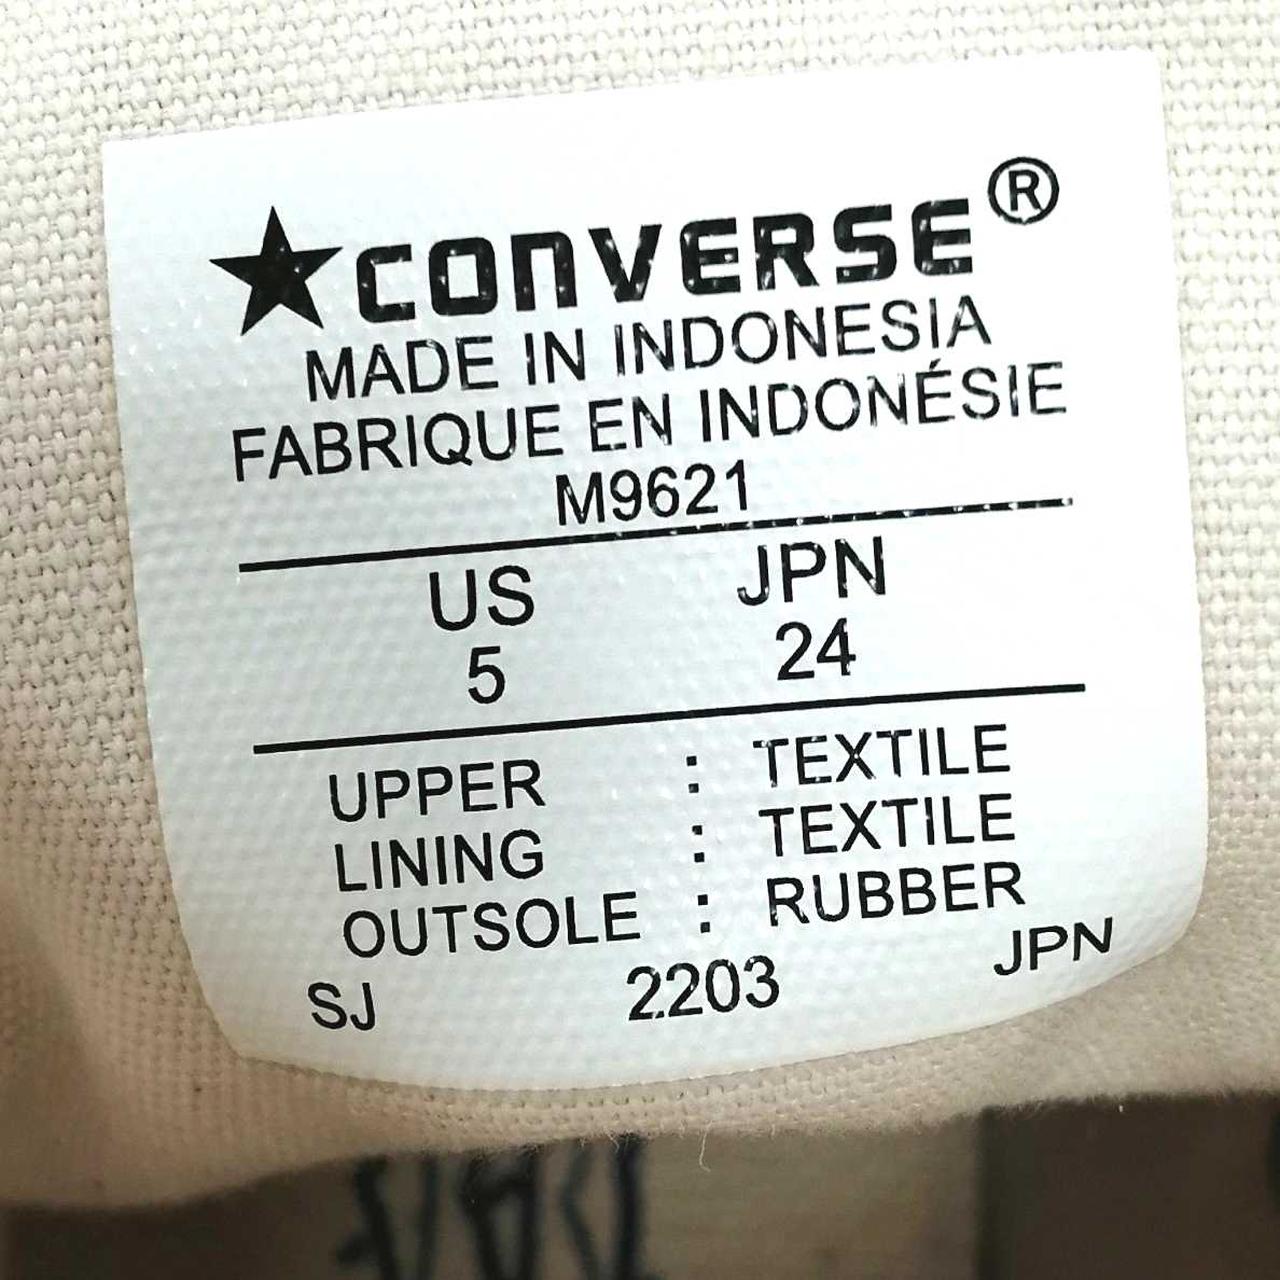 ★CONVERSE®
MADE IN INDONESIA
FABRIQUE EN INDONÉSIE
M9621
US JPN
5 24
UPPER : TEXTILE
LINING : TEXTILE
OUTSOLE : RUBBER
SJ 2203 JPN